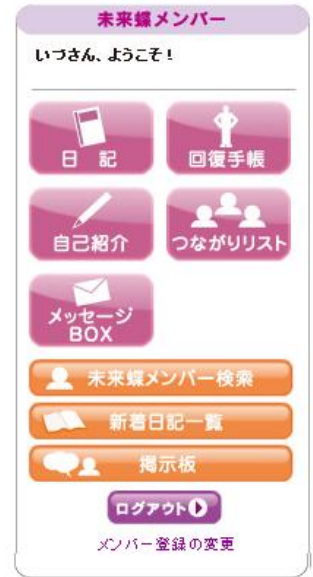 未来蝶メンバー
いづさん、ようこそ！
日 記
回復手帳
自己紹介
つながりリスト
メッセージ
BOX
未来蝶メンバー検索
新着日記一覧
掲示板
ログアウト
メンバー登録の変更